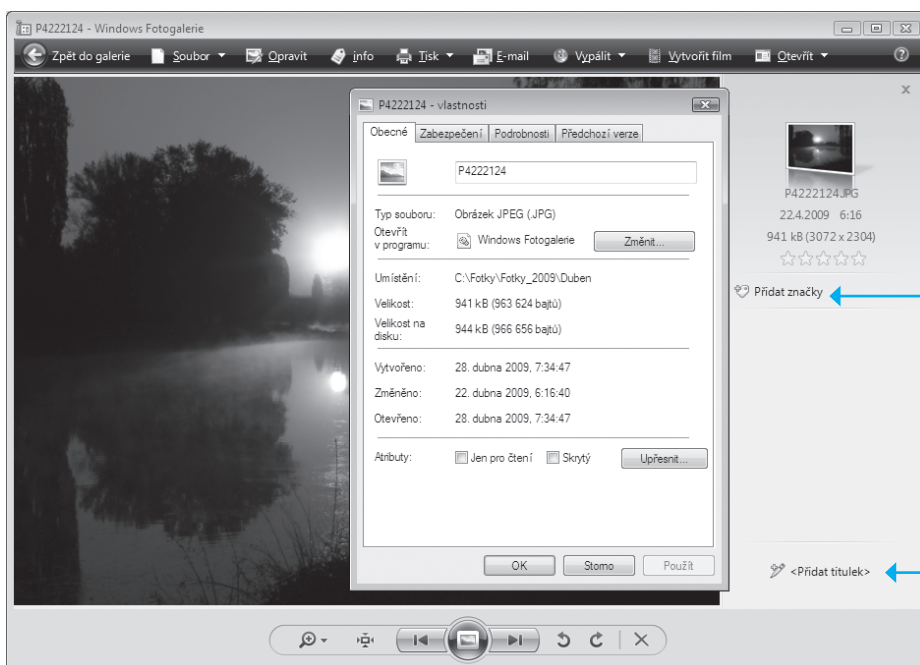 P4222124 - Windows Fotogalerie
Zpět do galerie Soubor Opravit info Tisk E-mail Vypálit Vytvořit film Otevřít
P4222124 - vlastnosti
Obecné Zabezpečení Podrobnosti Předchozí verze
P4222124
Typ souboru: Obrázek JPEG (.JPG)
Otevřít
v programu: Windows Fotogalerie Změnit...
Umístění: C:\Fotky\Fotky_2009\Duben
Velikost: 941 kB (963 624 bajtů)
Velikost na
disku: 944 kB (966 656 bajtů)
Vytvořeno: 28. dubna 2009, 7:34:47
Změněno: 22. dubna 2009, 6:16:40
Otevřeno: 28. dubna 2009, 7:34:47
Atributy: Jen pro čtení Skrytý Upřesnit...
OK Storno Použít
P4222124.JPG
22.4.2009 6:16
941 kB (3072 x 2304)
Přidat značky
<Přidat titulek>